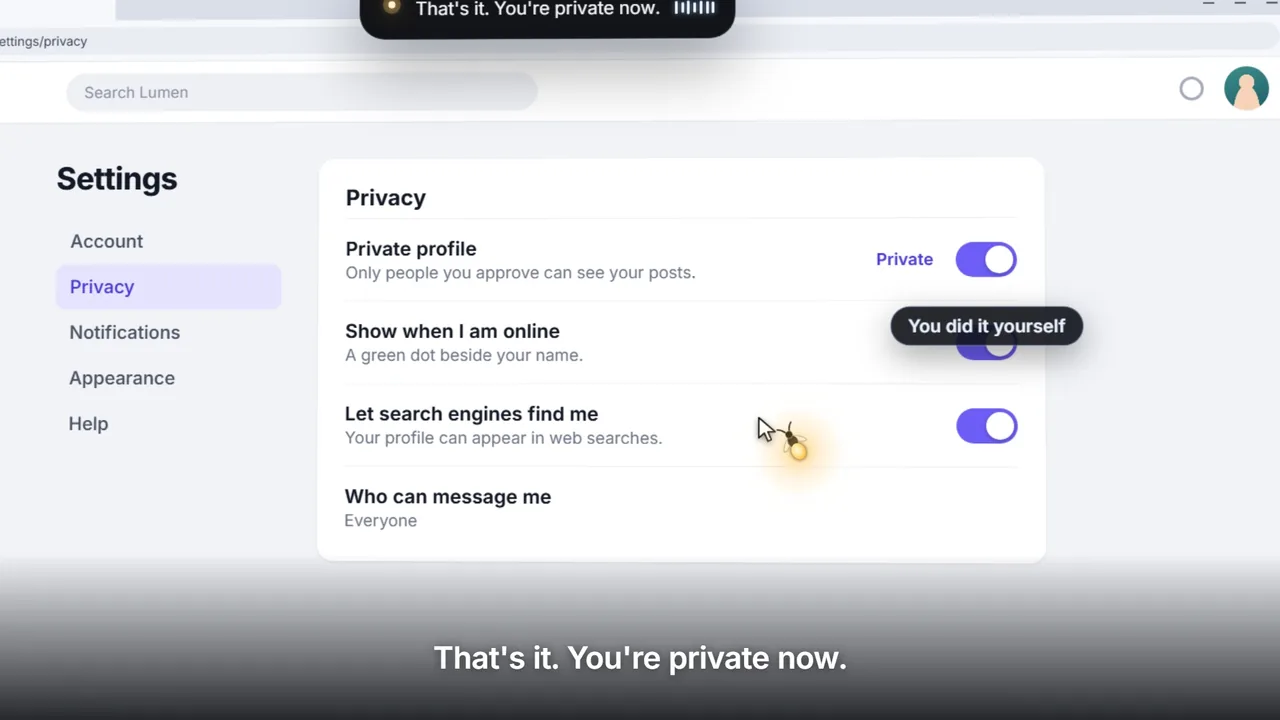 That's it. You're private now.
ettings/privacy
Search Lumen
Settings
Account
Privacy
Notifications
Appearance
Help
Privacy
Private profile
Only people you approve can see your posts.
Private
Show when I am online
A green dot beside your name.
You did it yourself
Let search engines find me
Your profile can appear in web searches.
Who can message me
Everyone
That's it. You're private now.